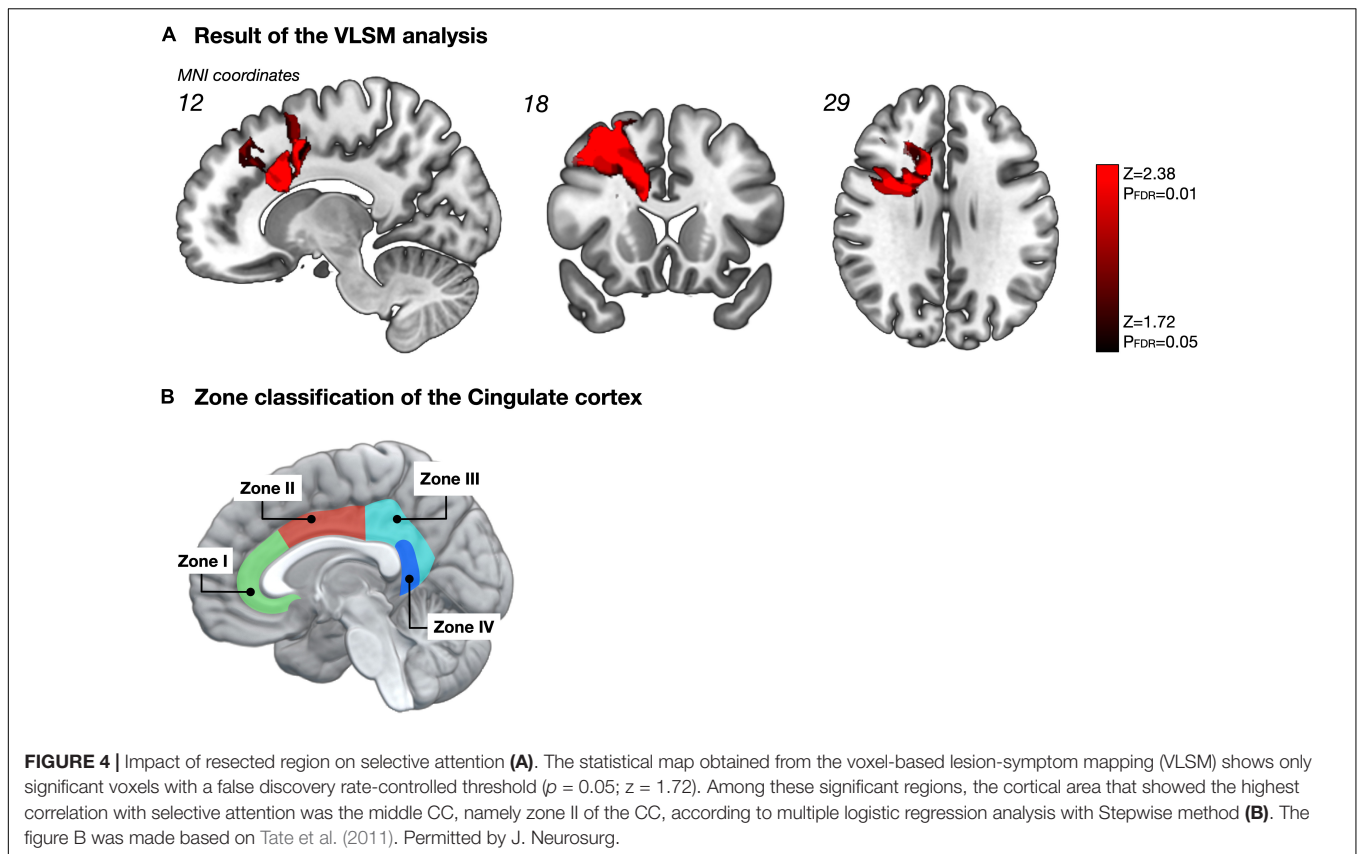 A Result of the VLSM analysis
MNI coordinates
12
18
29
Z=2.38
PFDR=0.01
Z=1.72
PFDR=0.05
B Zone classification of the Cingulate cortex
Zone II
Zone III
Zone I
Zone IV
FIGURE 4 | Impact of resected region on selective attention (A). The statistical map obtained from the voxel-based lesion-symptom mapping (VLSM) shows only
significant voxels with a false discovery rate-controlled threshold (p = 0.05; z = 1.72). Among these significant regions, the cortical area that showed the highest
correlation with selective attention was the middle CC, namely zone II of the CC, according to multiple logistic regression analysis with Stepwise method (B). The
figure B was made based on Tate et al. (2011). Permitted by J. Neurosurg.